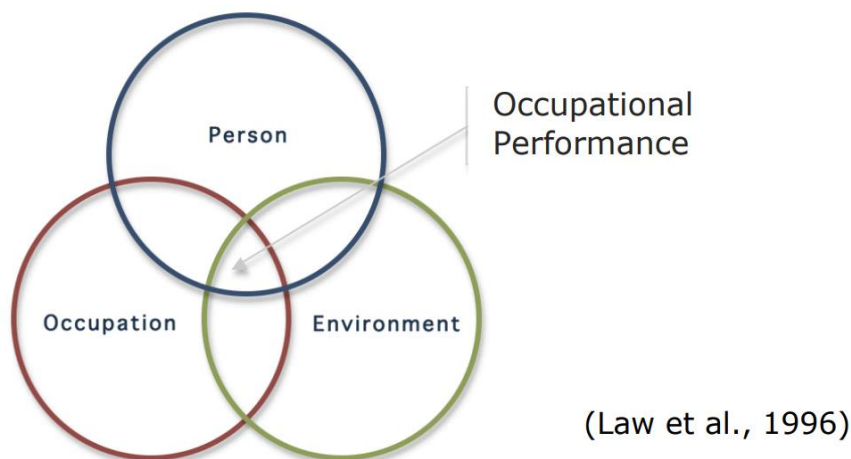 Occupational
Performance
Person
Occupation
Environment
(Law et al., 1996)